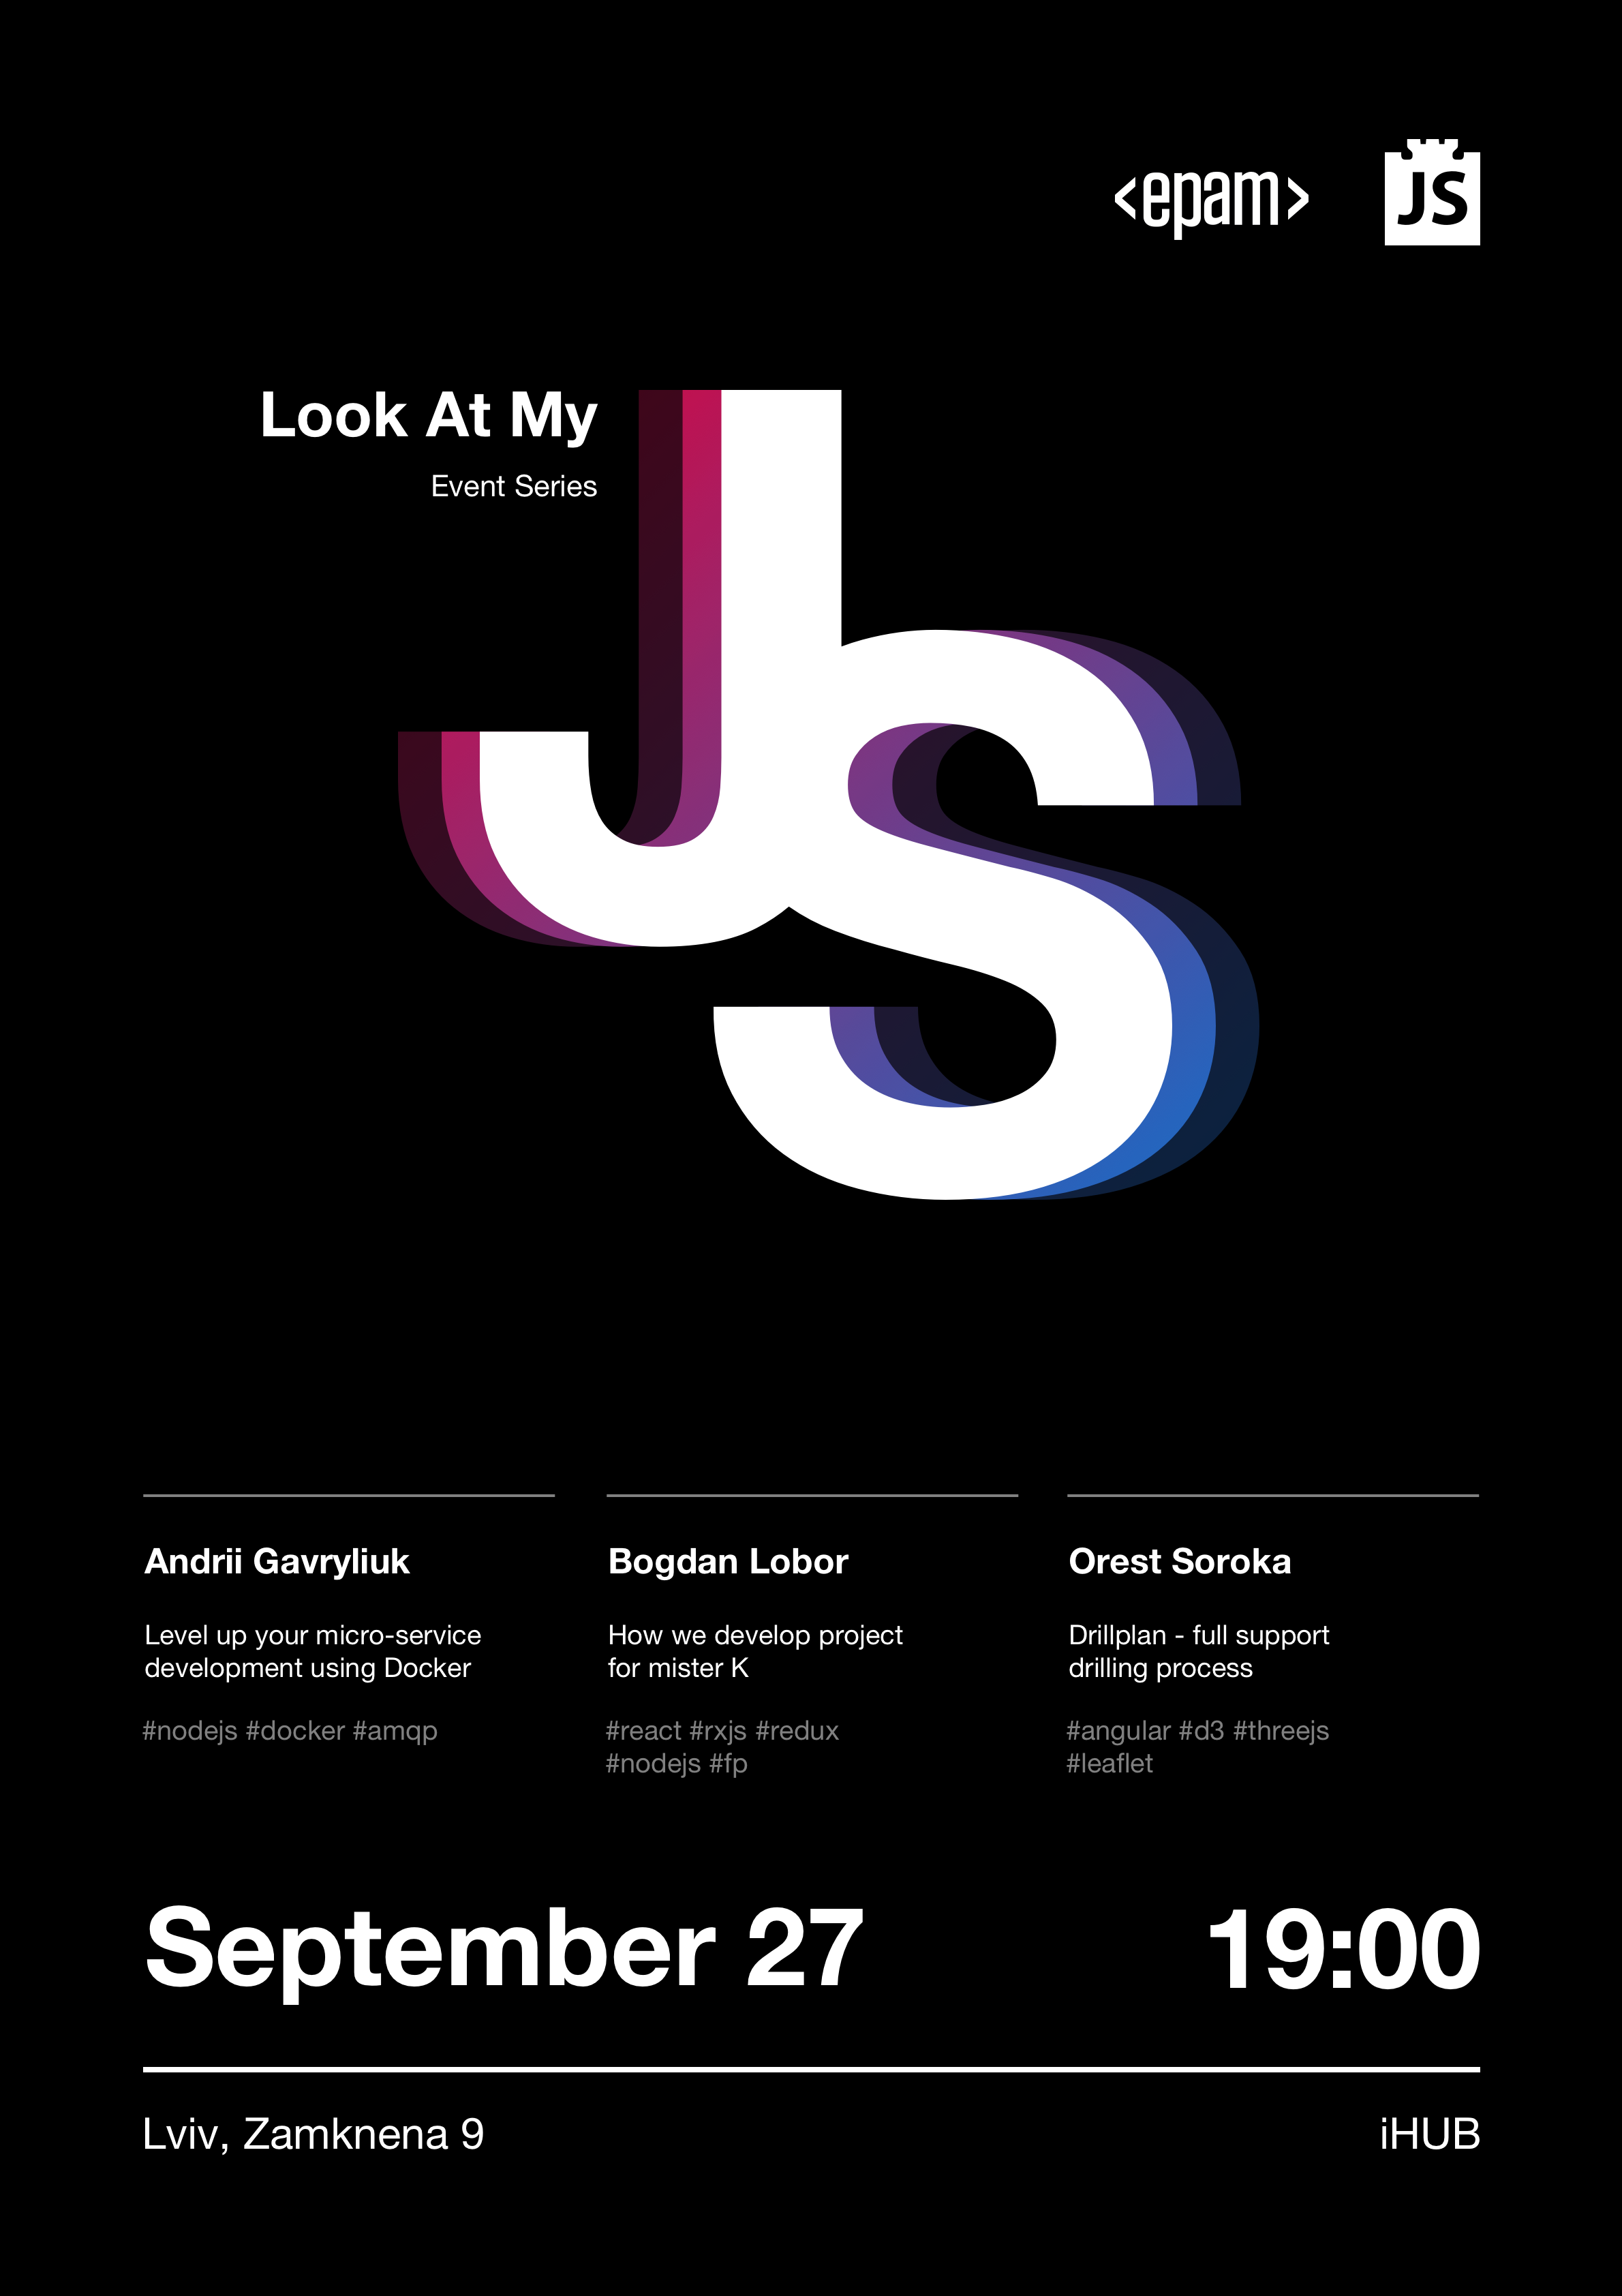 <epam>
JS
Look At My
Event Series
JS
Andrii Gavryliuk
Level up your micro-service
development using Docker
#nodejs #docker #amqp
Bogdan Lobor
How we develop project
for mister K
#react #rxjs #redux
#nodejs #fp
Orest Soroka
Drillplan - full support
drilling process
#angular #d3 #threejs
#leaflet
September 27
19:00
Lviv, Zamknena 9
iHUB